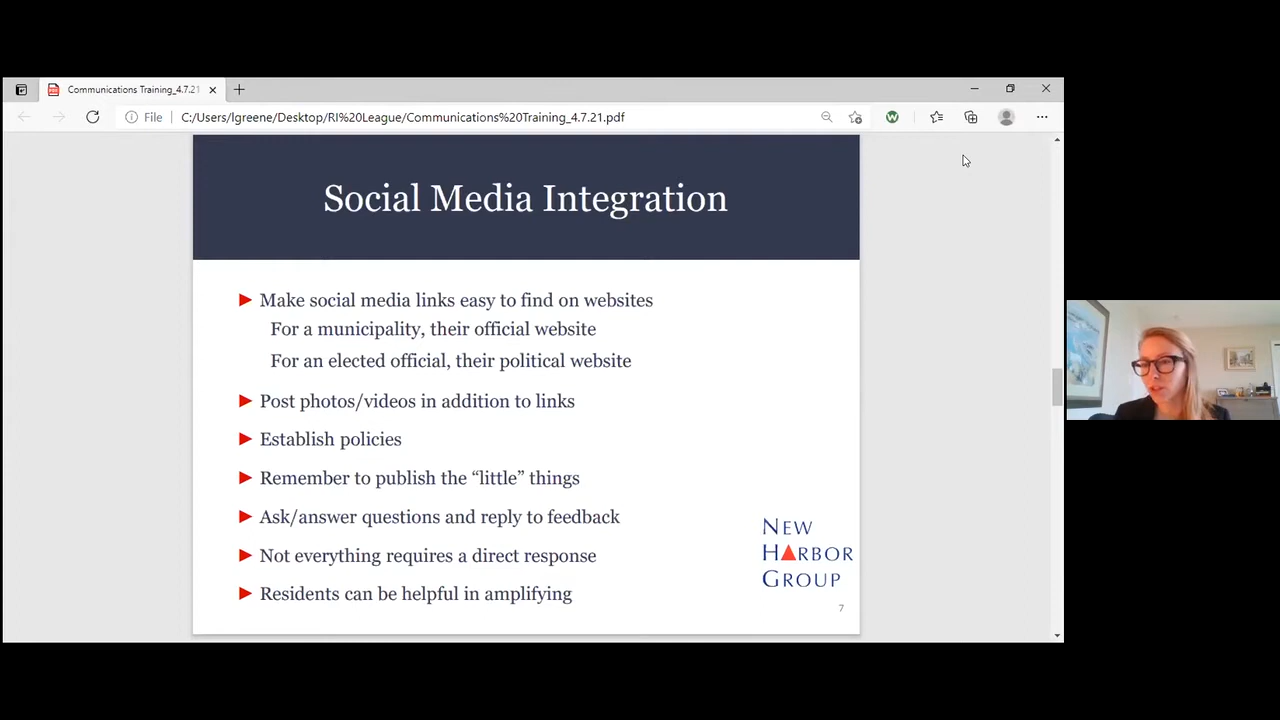 Communications Training_4.7.21
File
C:/Users/lgreene/Desktop/RI%20League/Communications%20Training_4.7.21.pdf
W
Social Media Integration
Make social media links easy to find on websites
For a municipality, their official website
For an elected official, their political website
Post photos/videos in addition to links
Establish policies
Remember to publish the “little” things
Ask/answer questions and reply to feedback
Not everything requires a direct response
Residents can be helpful in amplifying
NEW
HARBOR
GROUP
7